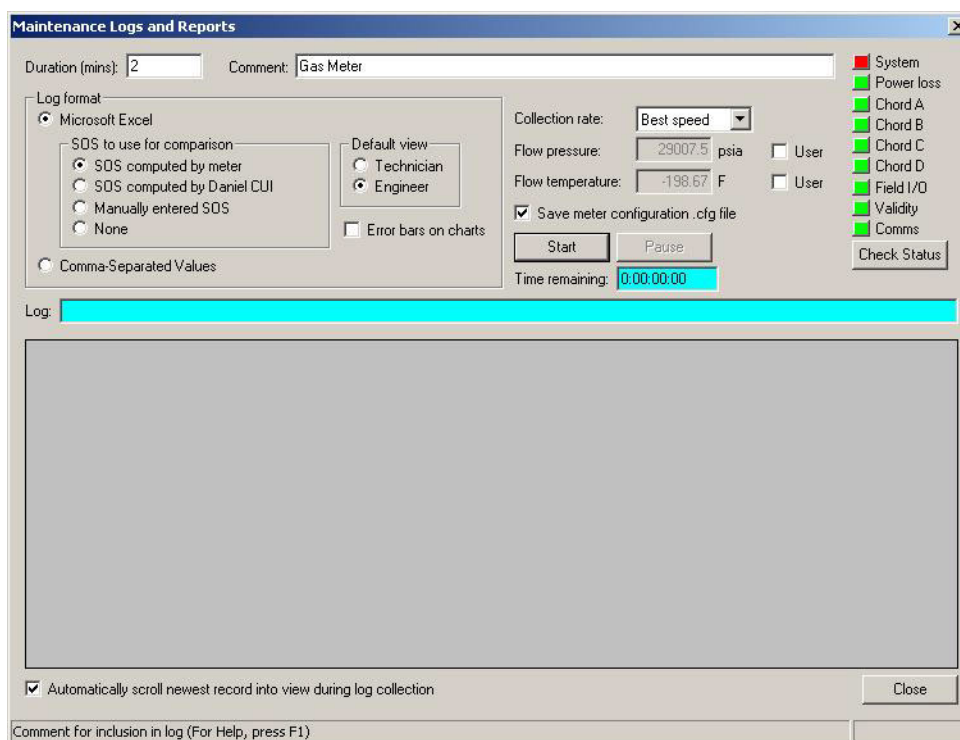 Maintenance Logs and Reports
Duration (mins): 2 Comment: Gas Meter
Log format
Microsoft Excel
SOS to use for comparison
SOS computed by meter
SOS computed by Daniel CUI
Manually entered SOS
None
Default view
Technician
Engineer
Error bars on charts
Comma-Separated Values
Collection rate: Best speed
Flow pressure: 29007.5 psia User
Flow temperature: -198.67 F User
Save meter configuration .cfg file
Start Pause
Time remaining: 0:00:00:00
System
Power loss
Chord A
Chord B
Chord C
Chord D
Field I/O
Validity
Comms
Check Status
Log:
Automatically scroll newest record into view during log collection
Close
Comment for inclusion in log (For Help, press F1)